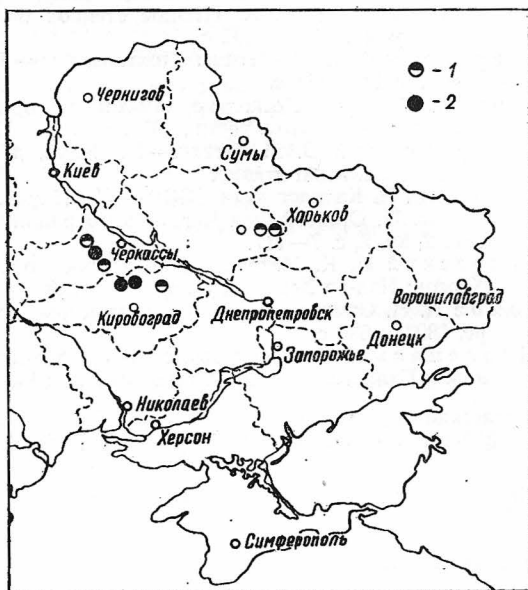 - 1
- 2
Чернигов
Сумы
Киев
Харьков
Черкассы
Ворошиловград
Кировоград
Днепропетровск
Донецк
Запорожье
Николаев
Херсон
Симферополь